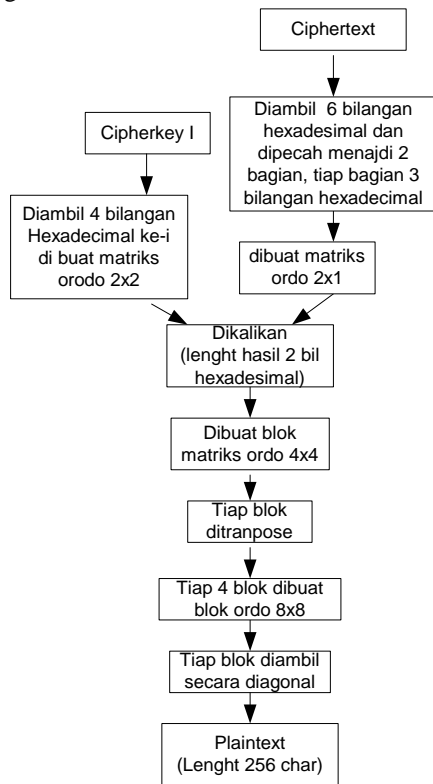 g
Ciphertext
Cipherkey I
Diambil 6 bilangan
hexadesimal dan
dipecah menajdi 2
bagian, tiap bagian 3
bilangan hexadecimal
Diambil 4 bilangan
Hexadecimal ke-i
di buat matriks
orodo 2x2
dibuat matriks
ordo 2x1
Dikalikan
(lenght hasil 2 bil
hexadesimal)
Dibuat blok
matriks ordo 4x4
Tiap blok
ditranpose
Tiap 4 blok dibuat
blok ordo 8x8
Tiap blok diambil
secara diagonal
Plaintext
(Lenght 256 char)